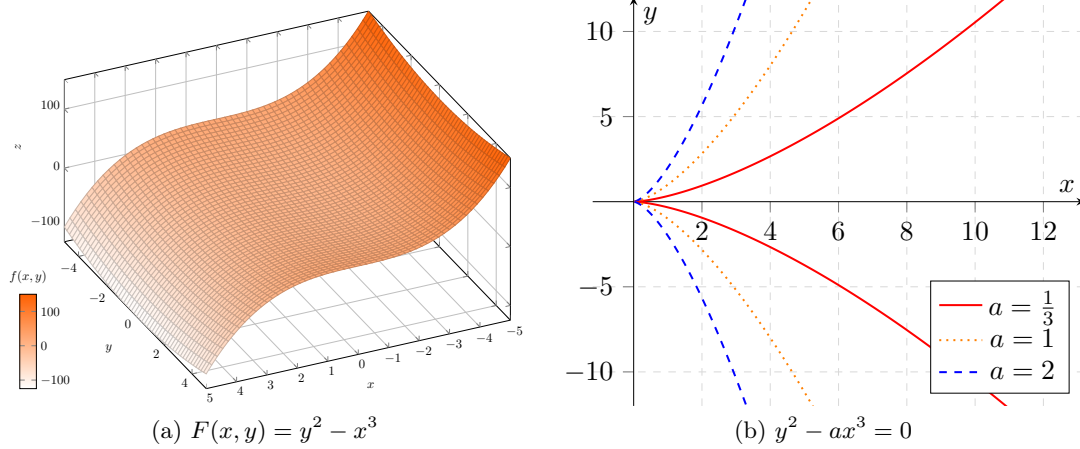 100
0
−100
z
−4
−2
0
2
4
y
5
4
3
2
1
0
−1
−2
−3
−4
−5
x
f(x, y)
100
0
−100
(a) F(x, y) = y² − x³
y
10
5
−5
−10
2
4
6
8
10
12
x
a = 1/3
a = 1
a = 2
(b) y² − ax³ = 0